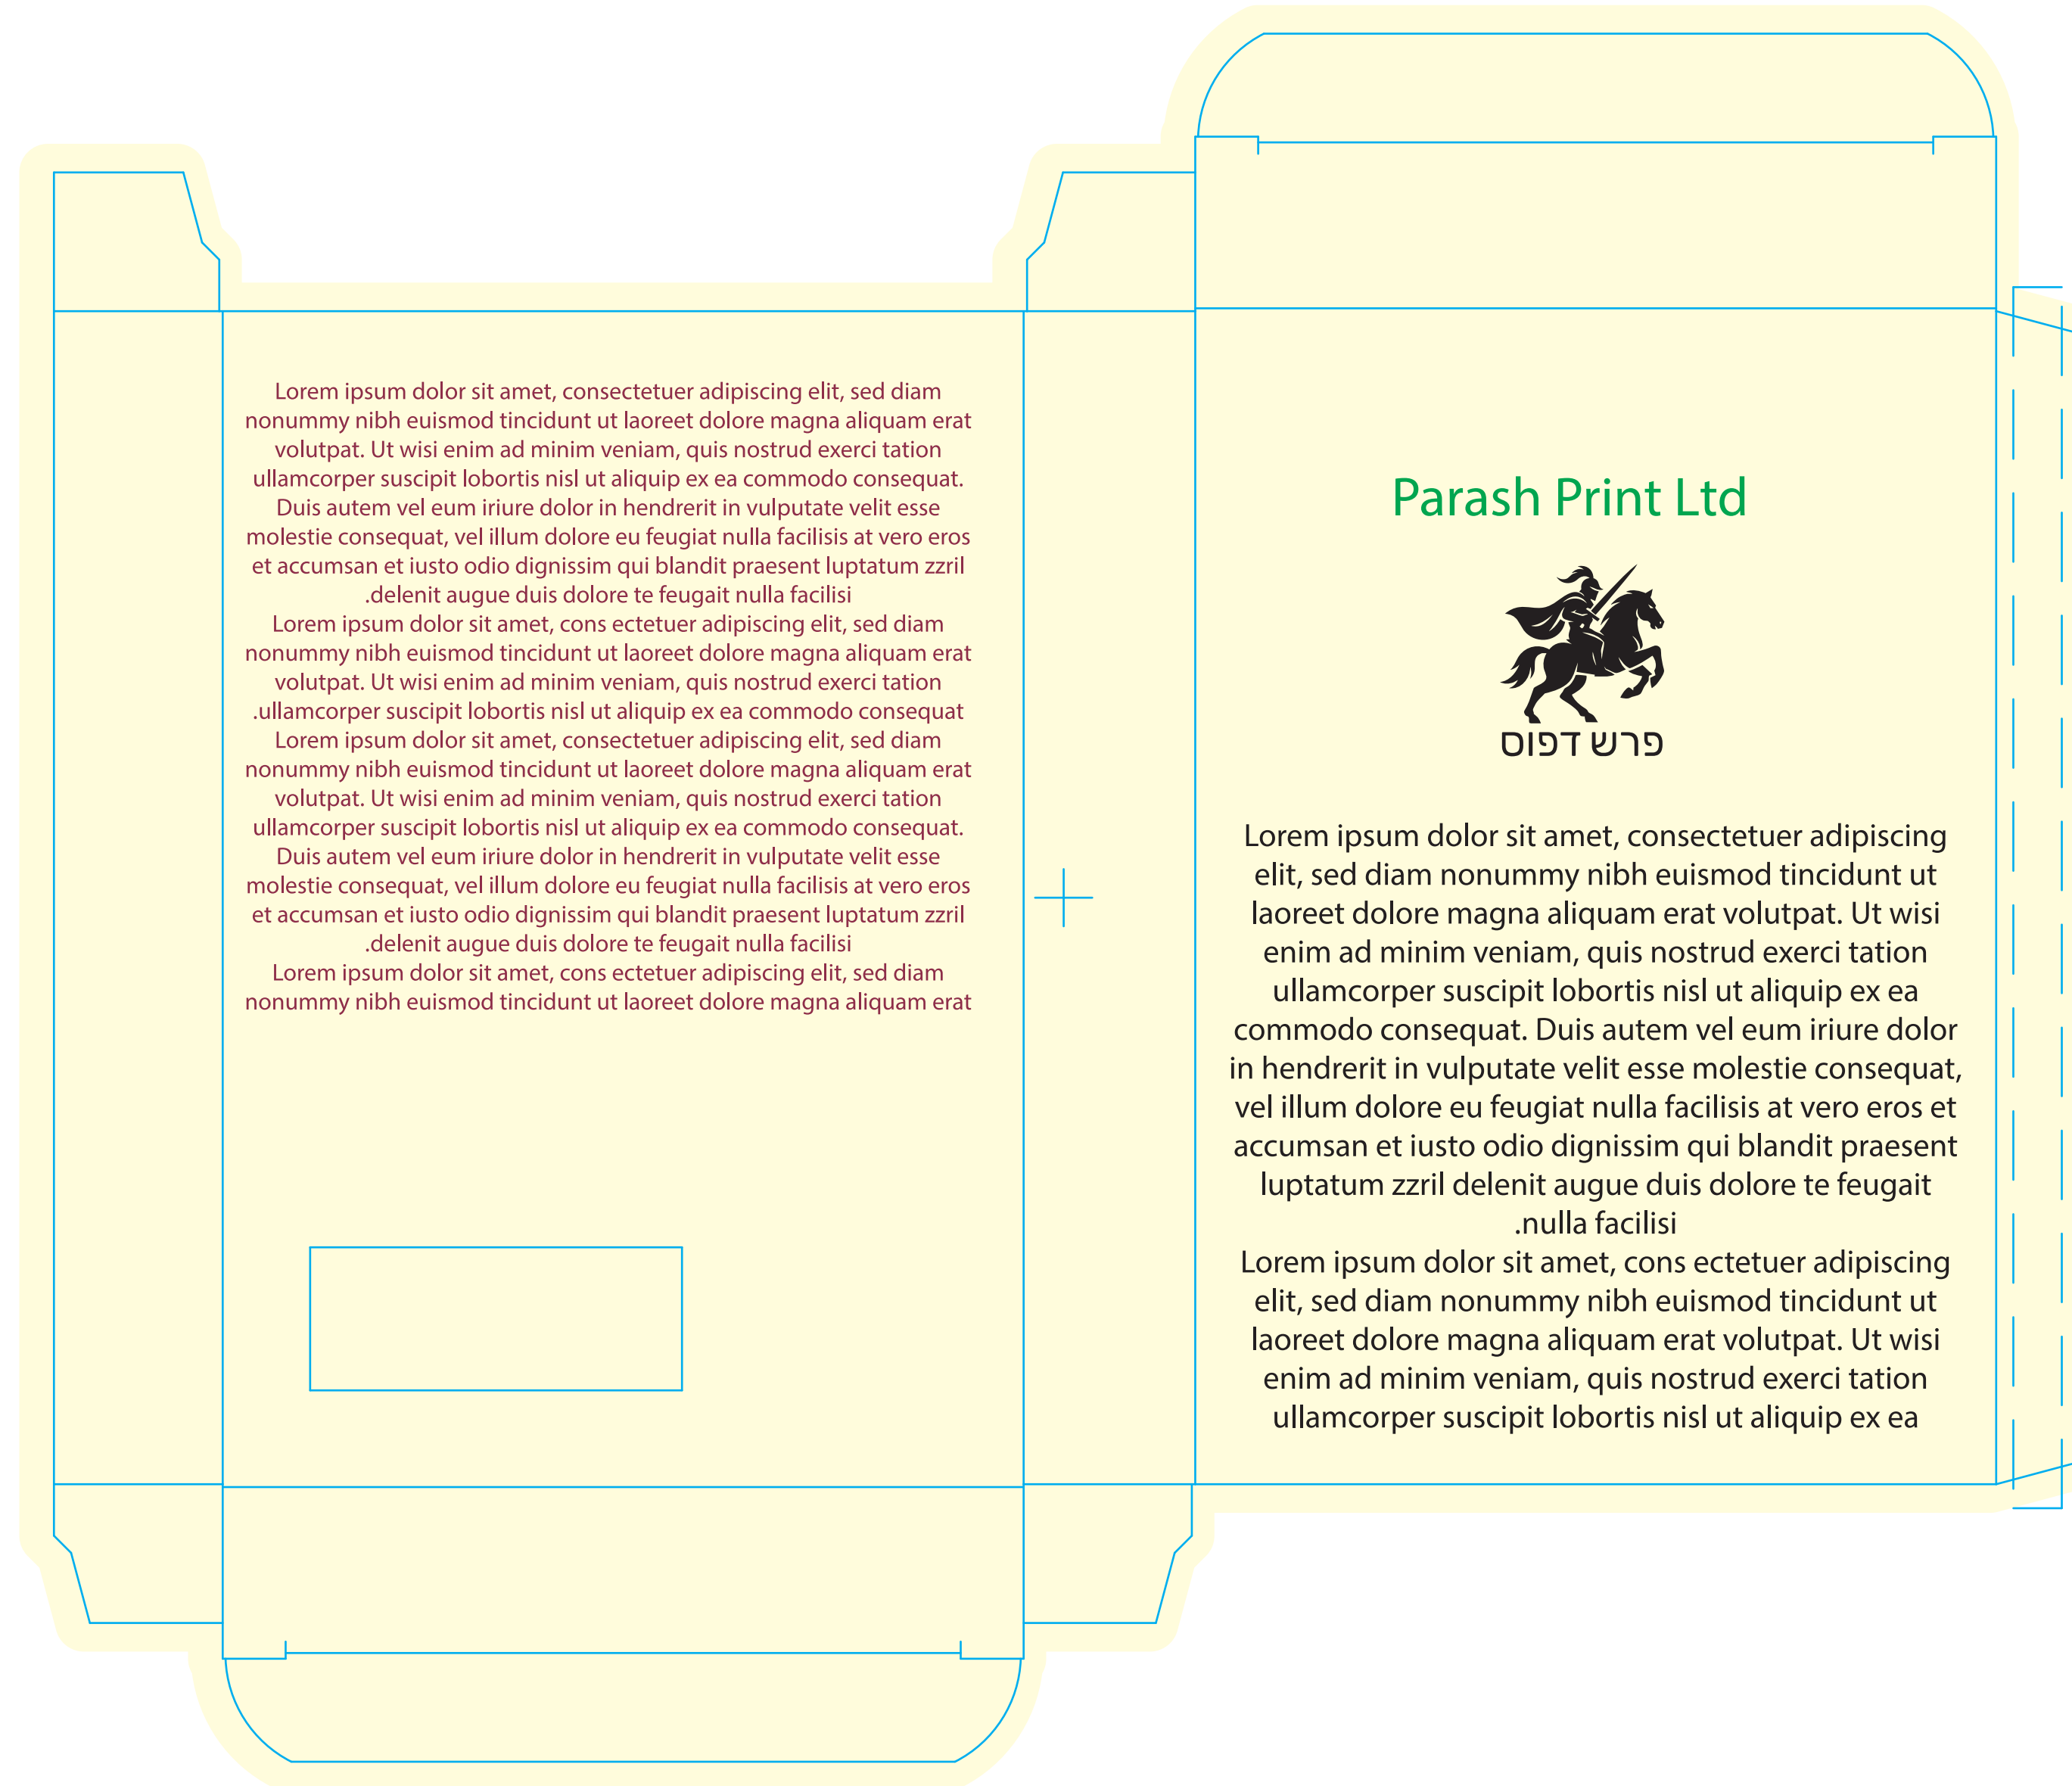 Lorem ipsum dolor sit amet, consectetuer adipiscing elit, sed diam
nonummy nibh euismod tincidunt ut laoreet dolore magna aliquam erat
volutpat. Ut wisi enim ad minim veniam, quis nostrud exerci tation
ullamcorper suscipit lobortis nisl ut aliquip ex ea commodo consequat.
Duis autem vel eum iriure dolor in hendrerit in vulputate velit esse
molestie consequat, vel illum dolore eu feugiat nulla facilisis at vero eros
et accumsan et iusto odio dignissim qui blandit praesent luptatum zzril
.delenit augue duis dolore te feugait nulla facilisi
Lorem ipsum dolor sit amet, cons ectetuer adipiscing elit, sed diam
nonummy nibh euismod tincidunt ut laoreet dolore magna aliquam erat
volutpat. Ut wisi enim ad minim veniam, quis nostrud exerci tation
.ullamcorper suscipit lobortis nisl ut aliquip ex ea commodo consequat
Lorem ipsum dolor sit amet, consectetuer adipiscing elit, sed diam
nonummy nibh euismod tincidunt ut laoreet dolore magna aliquam erat
volutpat. Ut wisi enim ad minim veniam, quis nostrud exerci tation
ullamcorper suscipit lobortis nisl ut aliquip ex ea commodo consequat.
Duis autem vel eum iriure dolor in hendrerit in vulputate velit esse
molestie consequat, vel illum dolore eu feugiat nulla facilisis at vero eros
et accumsan et iusto odio dignissim qui blandit praesent luptatum zzril
.delenit augue duis dolore te feugait nulla facilisi
Lorem ipsum dolor sit amet, cons ectetuer adipiscing elit, sed diam
nonummy nibh euismod tincidunt ut laoreet dolore magna aliquam erat
Parash Print Ltd
פרש דפוס
Lorem ipsum dolor sit amet, consectetuer adipiscing
elit, sed diam nonummy nibh euismod tincidunt ut
laoreet dolore magna aliquam erat volutpat. Ut wisi
enim ad minim veniam, quis nostrud exerci tation
ullamcorper suscipit lobortis nisl ut aliquip ex ea
commodo consequat. Duis autem vel eum iriure dolor
in hendrerit in vulputate velit esse molestie consequat,
vel illum dolore eu feugiat nulla facilisis at vero eros et
accumsan et iusto odio dignissim qui blandit praesent
luptatum zzril delenit augue duis dolore te feugait
.nulla facilisi
Lorem ipsum dolor sit amet, cons ectetuer adipiscing
elit, sed diam nonummy nibh euismod tincidunt ut
laoreet dolore magna aliquam erat volutpat. Ut wisi
enim ad minim veniam, quis nostrud exerci tation
ullamcorper suscipit lobortis nisl ut aliquip ex ea